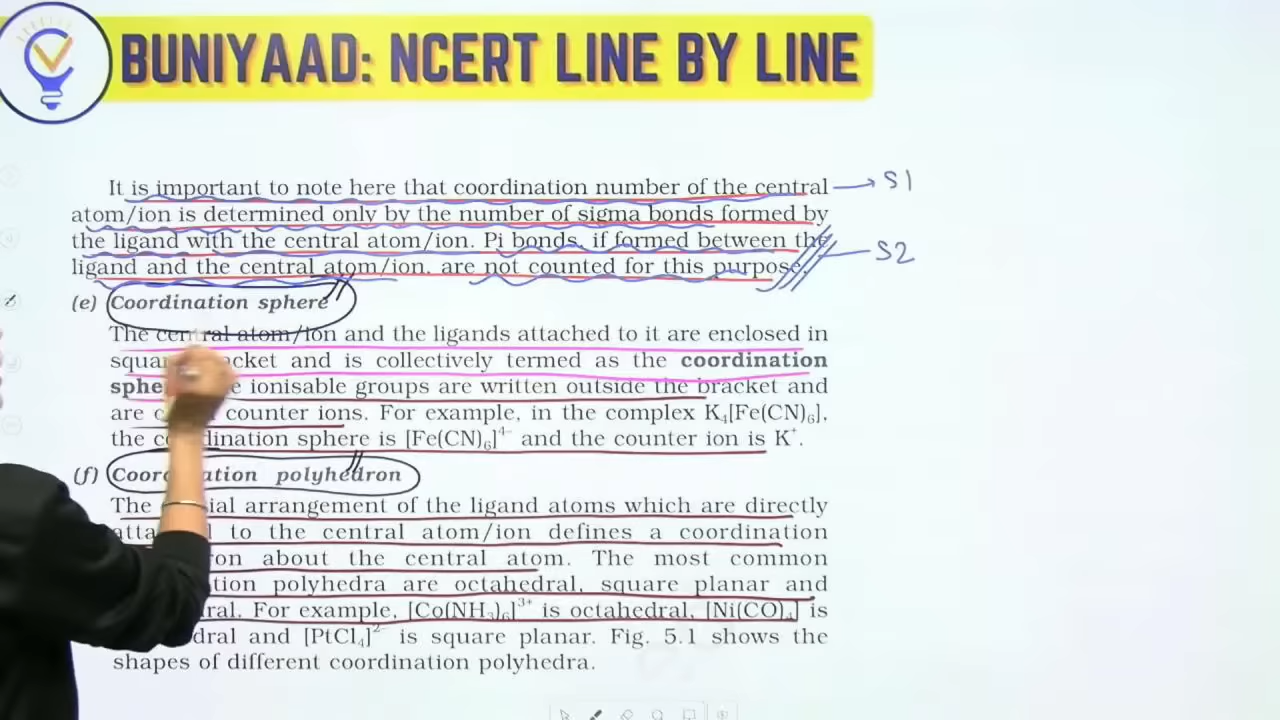 BUNIYAAD: NCERT LINE BY LINE
It is important to note here that coordination number of the central → S1
atom/ion is determined only by the number of sigma bonds formed by
the ligand with the central atom/ion. Pi bonds, if formed between the
S2
ligand and the central atom/ion, are not counted for this purpose.
(e) Coordination sphere
The central atom/ion and the ligands attached to it are enclosed in
bracket and is collectively termed as the coordination
ionisable groups are written outside the bracket and
are counter ions. For example, in the complex K₄[Fe(CN)₆],
the sphere is [Fe(CN)₆]⁴⁻ and the counter ion is K⁺.
(f) Coordination polyhedron
The arrangement of the ligand atoms which are directly
to the central atom/ion defines a coordination
about the central atom. The most common
polyhedra are octahedral, square planar and
For example, [Co(NH₃)₆]³⁺ is octahedral, [Ni(CO)₄] is
and [PtCl₄]²⁻ is square planar. Fig. 5.1 shows the
shapes of different coordination polyhedra.